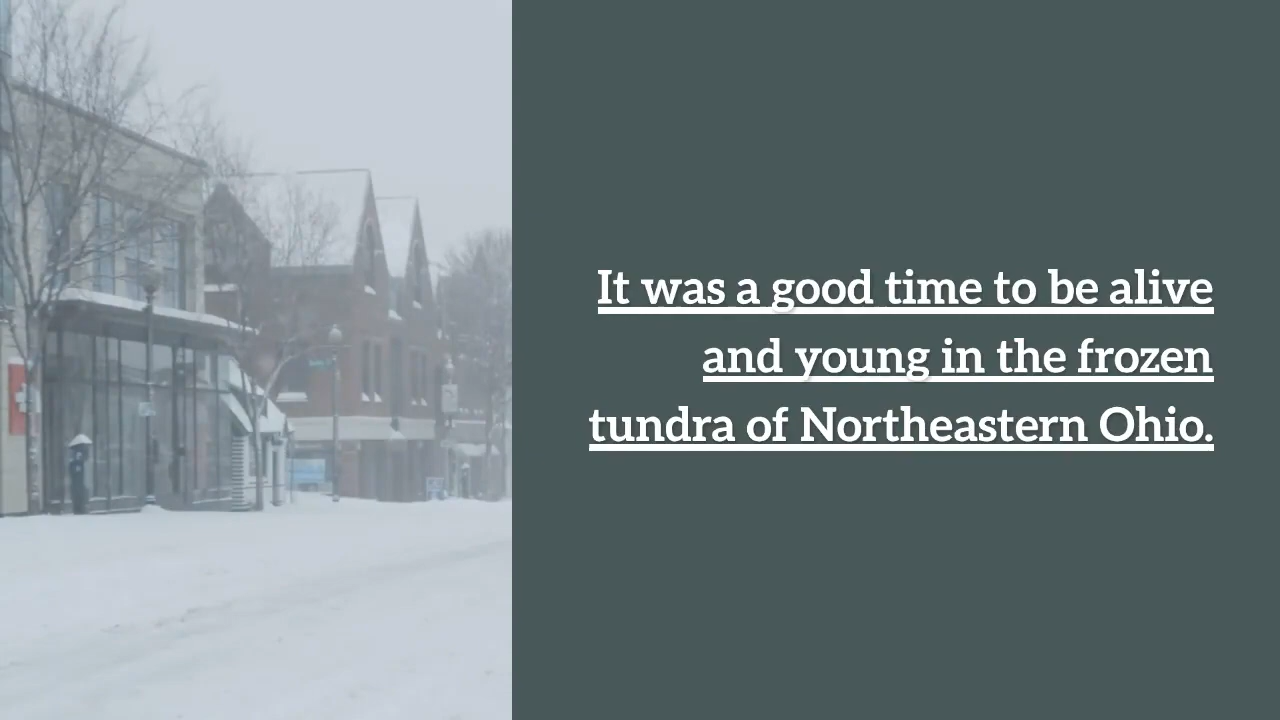 It was a good time to be alive
and young in the frozen
tundra of Northeastern Ohio.